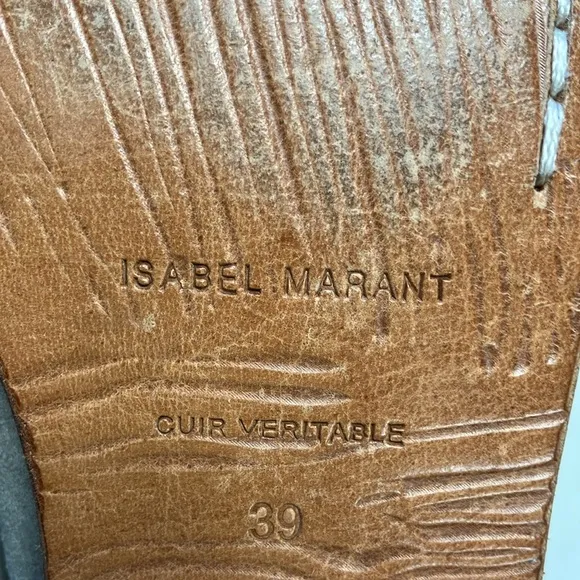 ISABEL MARANT
CUIR VERITABLE
39